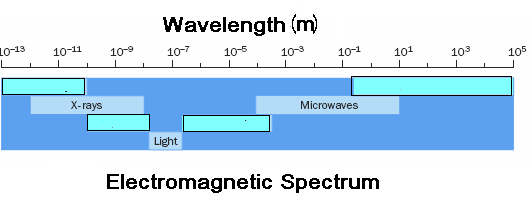 Wavelength (m)
10⁻¹³ 10⁻¹¹ 10⁻⁹ 10⁻⁷ 10⁻⁵ 10⁻³ 10⁻¹ 10¹ 10³ 10⁵
X-rays Microwaves
Light
Electromagnetic Spectrum